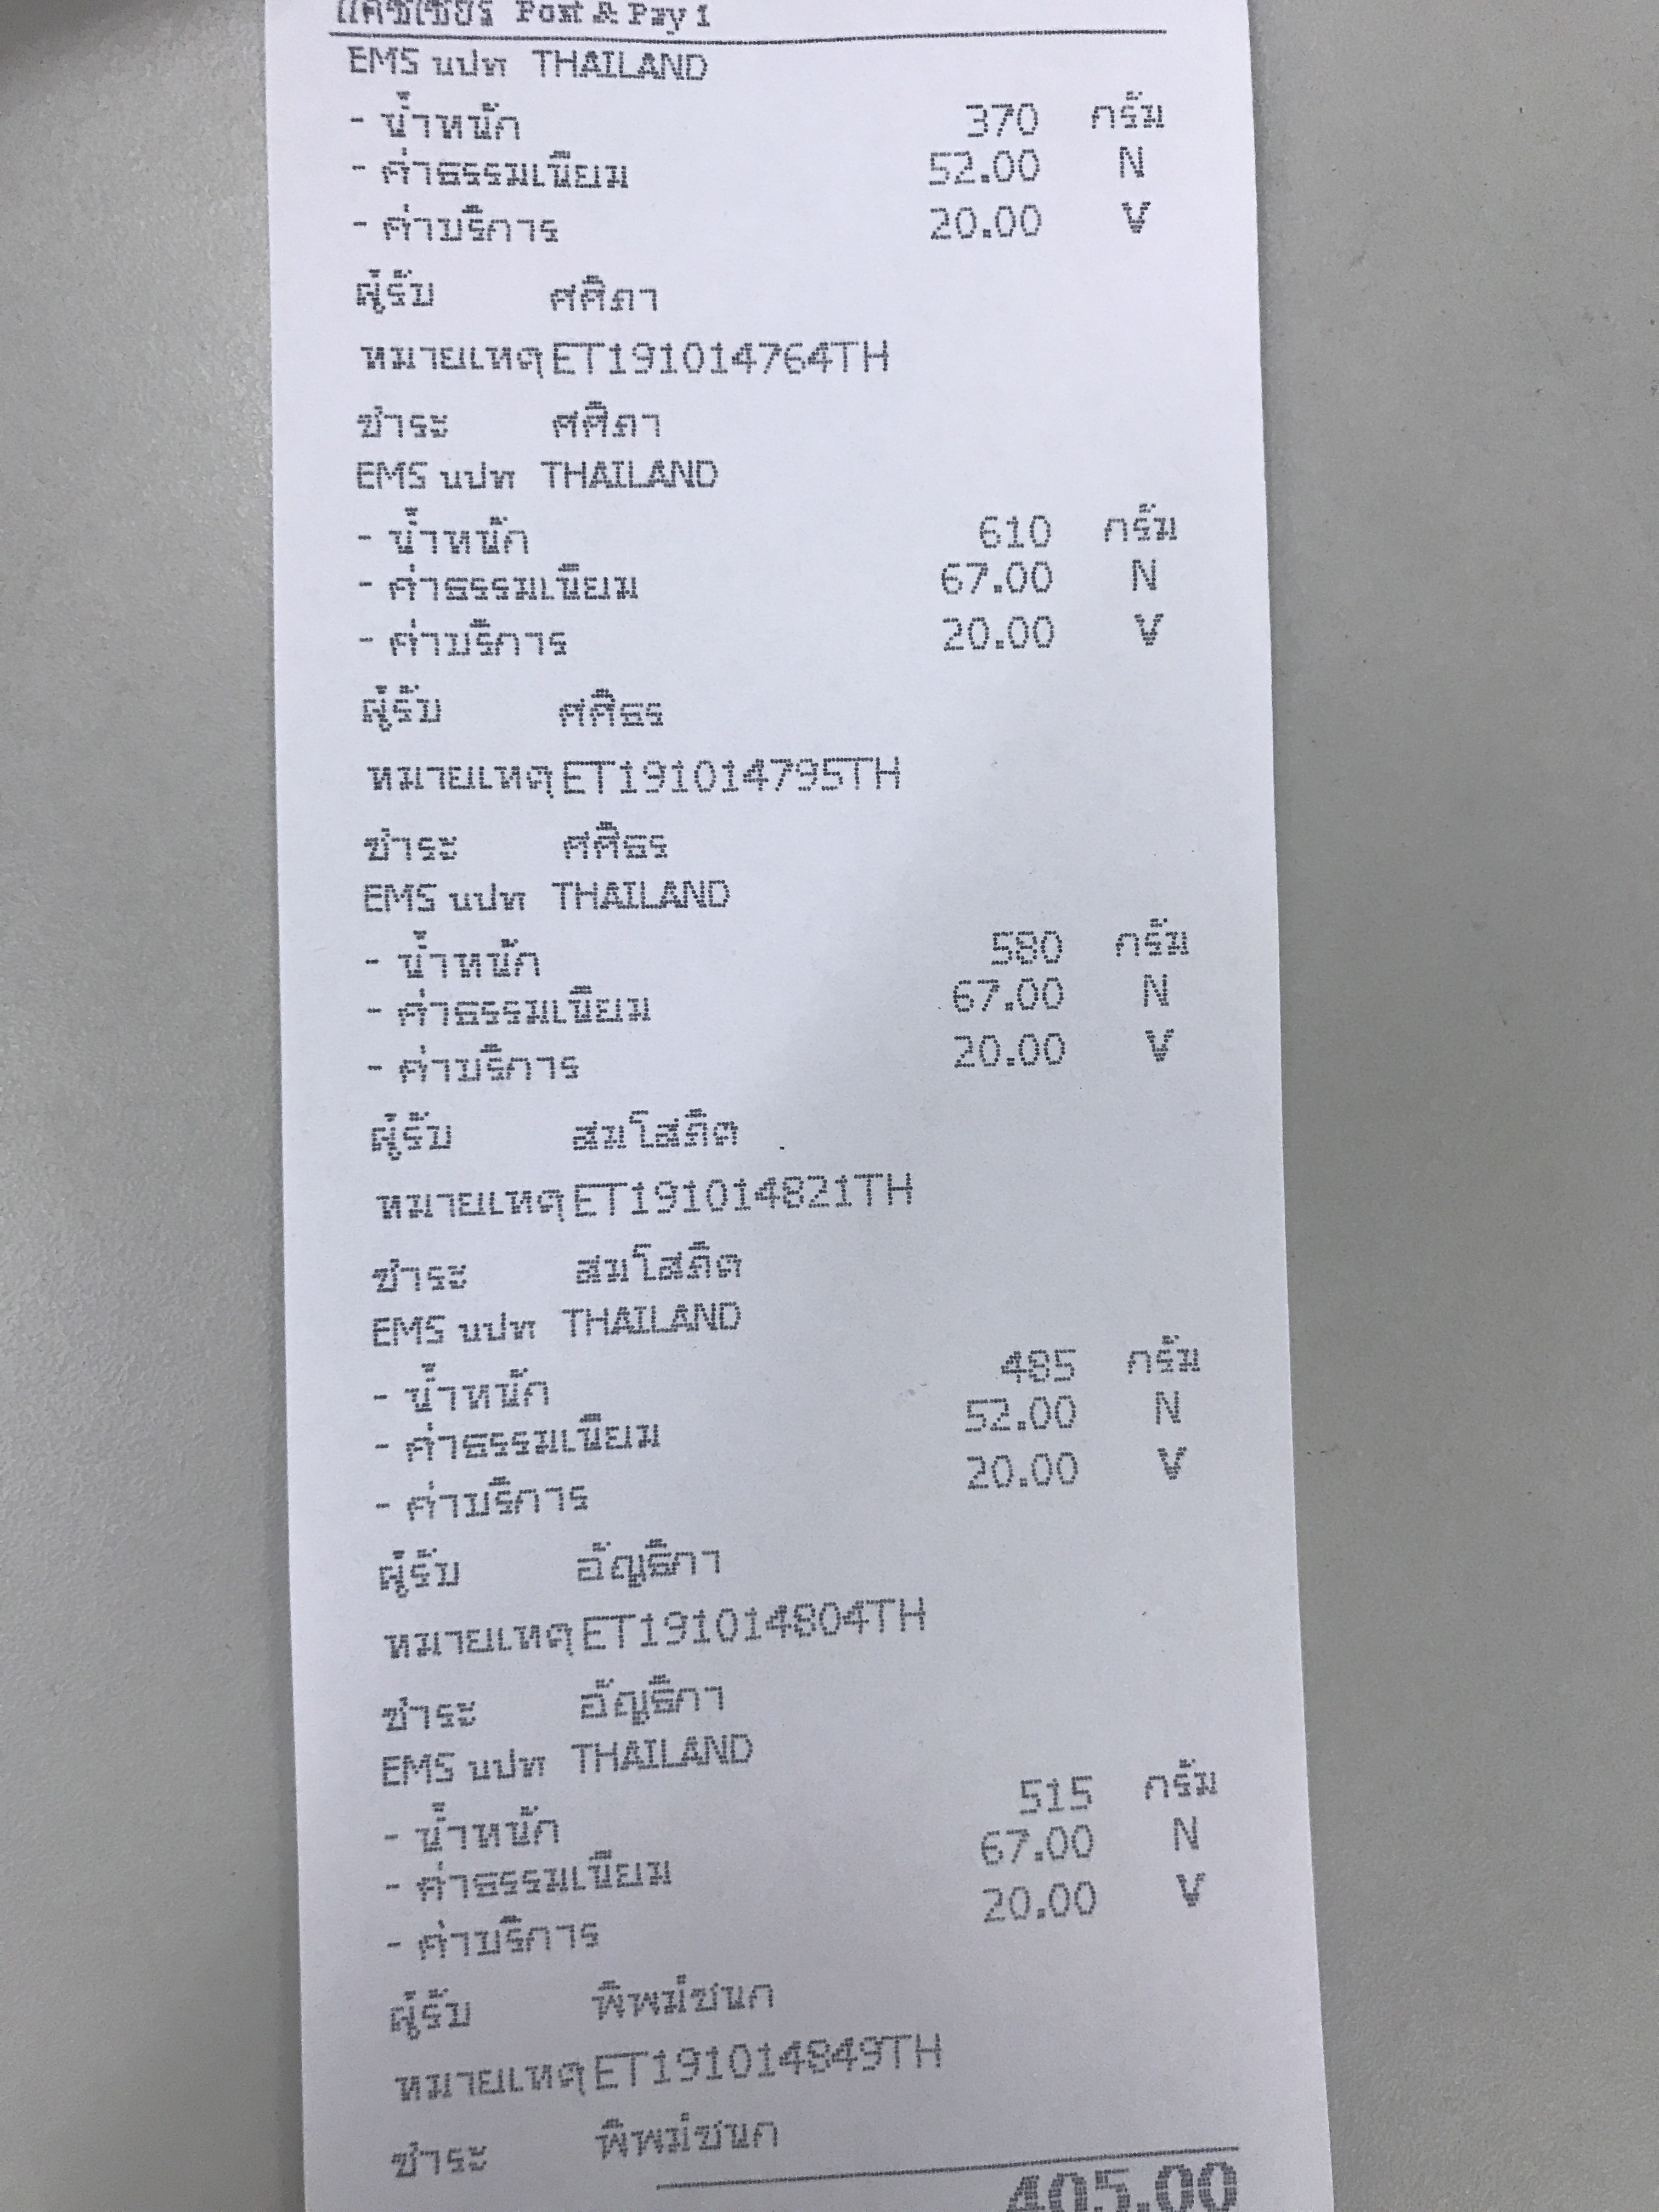 แคชเชียร์ Post & Pay 1
EMS นปท THAILAND
- น้ำหนัก 370 กรัม
- ค่าธรรมเนียม 52.00 N
- ค่าบริการ 20.00 V
ผู้รับ ศศิภา
หมายเหตุ ET191014764TH
ชำระ ศศิภา
EMS นปท THAILAND
- น้ำหนัก 610 กรัม
- ค่าธรรมเนียม 67.00 N
- ค่าบริการ 20.00 V
ผู้รับ ศศิธร
หมายเหตุ ET191014795TH
ชำระ ศศิธร
EMS นปท THAILAND
- น้ำหนัก 580 กรัม
- ค่าธรรมเนียม 67.00 N
- ค่าบริการ 20.00 V
ผู้รับ สมโสภิต
หมายเหตุ ET191014821TH
ชำระ สมโสภิต
EMS นปท THAILAND
- น้ำหนัก 485 กรัม
- ค่าธรรมเนียม 52.00 N
- ค่าบริการ 20.00 V
ผู้รับ อัญธิกา
หมายเหตุ ET191014804TH
ชำระ อัญธิกา
EMS นปท THAILAND
- น้ำหนัก 515 กรัม
- ค่าธรรมเนียม 67.00 N
- ค่าบริการ 20.00 V
ผู้รับ พิพม์ชนก
หมายเหตุ ET191014849TH
ชำระ พิพม์ชนก
405.00